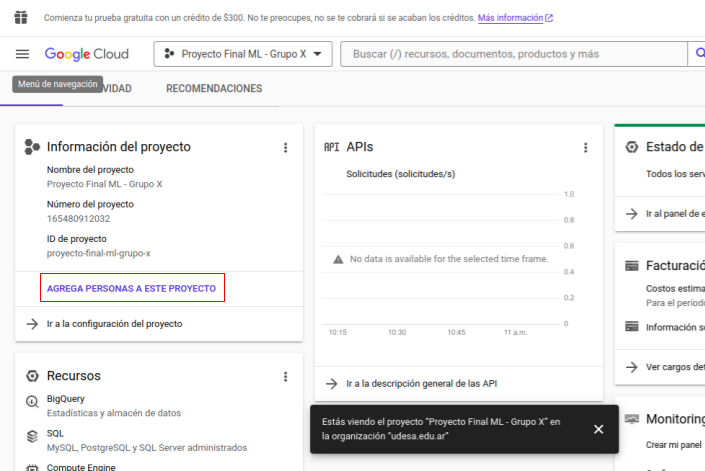 Comienza tu prueba gratuita con un crédito de $300. No te preocupes, no se te cobrará si se acaban los créditos. Más información
Google Cloud
Proyecto Final ML - Grupo X
Buscar (/) recursos, documentos, productos y más
Menú de navegación
VIDAD
RECOMENDACIONES
Información del proyecto
Nombre del proyecto
Proyecto Final ML - Grupo X
Número del proyecto
165480912032
ID de proyecto
proyecto-final-ml-grupo-x
AGREGA PERSONAS A ESTE PROYECTO
Ir a la configuración del proyecto
Recursos
BigQuery
Estadísticas y almacén de datos
SQL
MySQL, PostgreSQL y SQL Server administrados
Compute Engine
API APIs
Solicitudes (solicitudes/s)
1.0
0.8
0.6
No data is available for the selected time frame.
0.4
0.2
0
10:15 10:30 10:45 11 a.m.
Ir a la descripción general de las API
Estás viendo el proyecto “Proyecto Final ML - Grupo X” en
la organización “udesa.edu.ar”
Estado de
Todos los serv
Ir al panel de e
Facturació
Costos estima
Para el períod
Información s
Ver cargos det
Monitoring
Crear mi panel